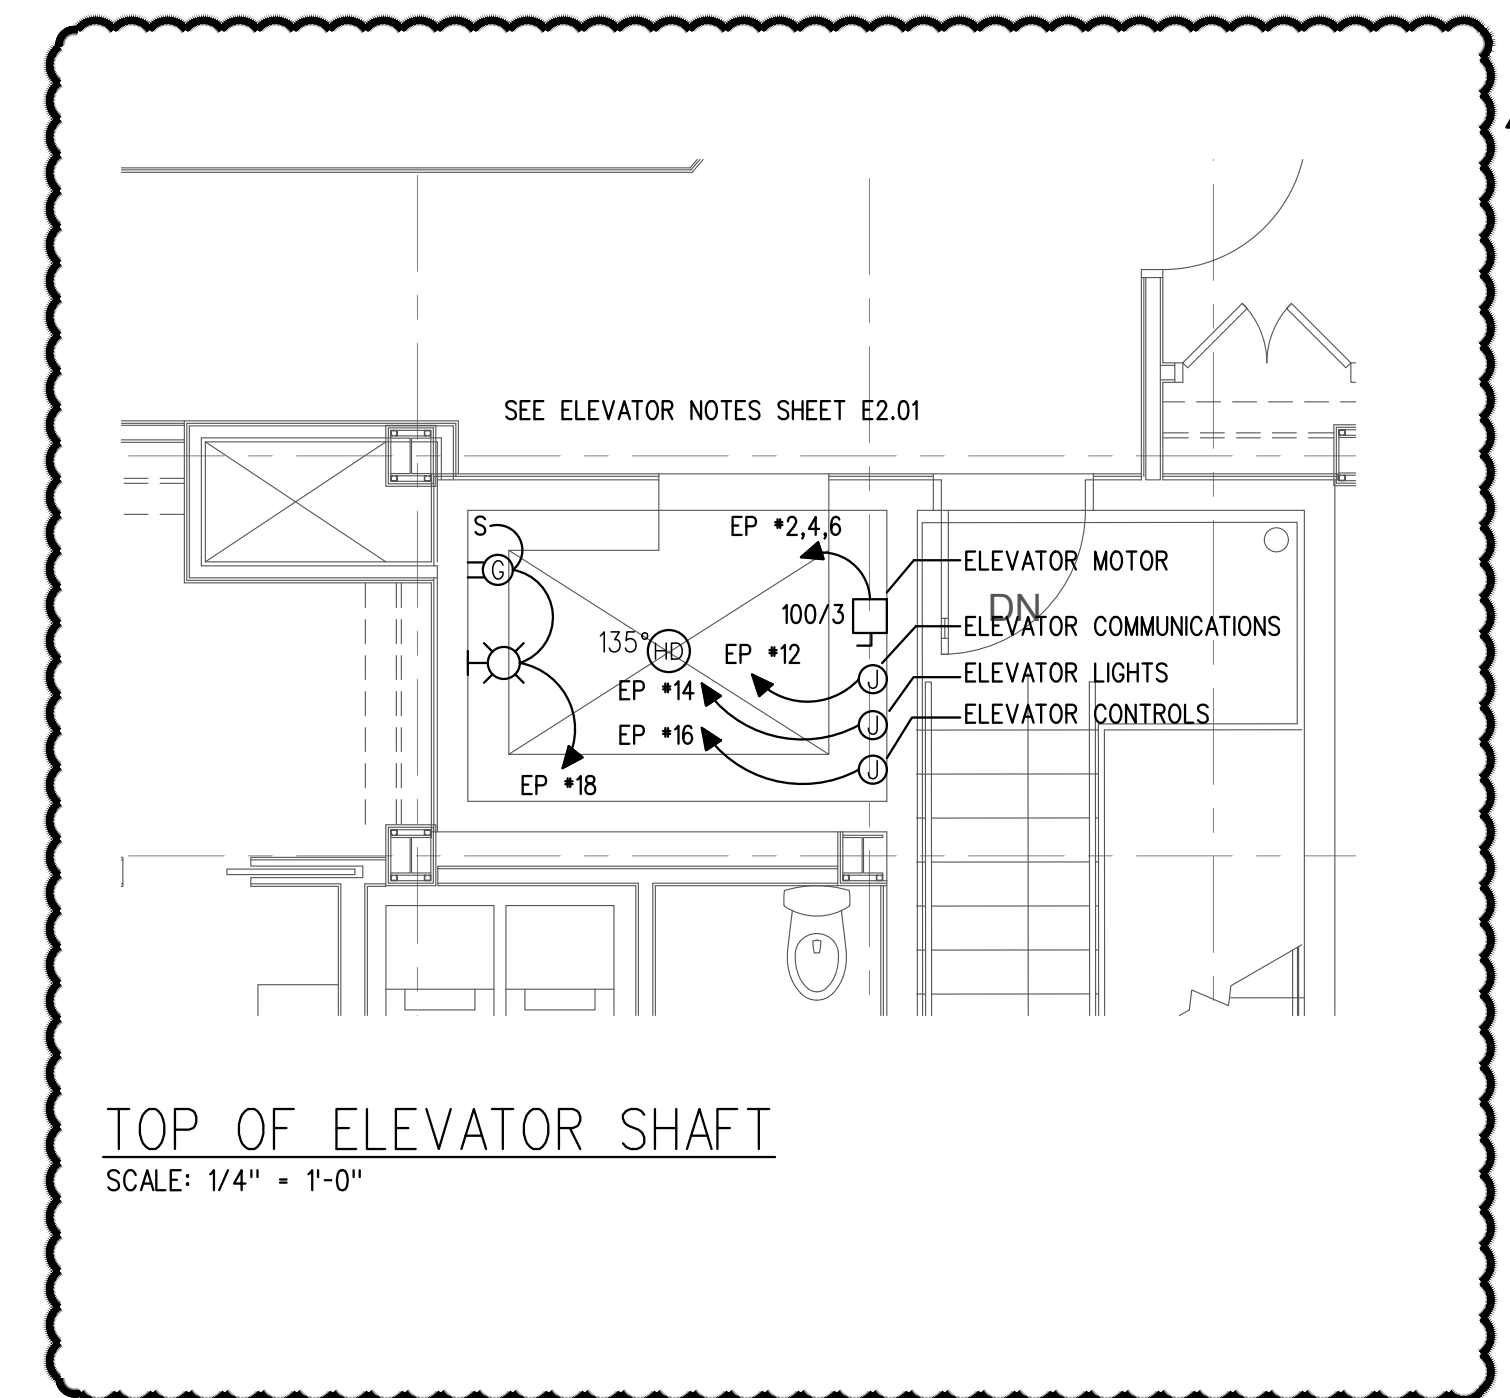 SEE ELEVATOR NOTES SHEET E2.01
S
EP #2,4,6
G
ELEVATOR MOTOR
100/3
DN
ELEVATOR COMMUNICATIONS
135°
HD
EP #12
J
ELEVATOR LIGHTS
EP #14
J
ELEVATOR CONTROLS
EP #16
J
EP #18
TOP OF ELEVATOR SHAFT
SCALE: 1/4" = 1'-0"